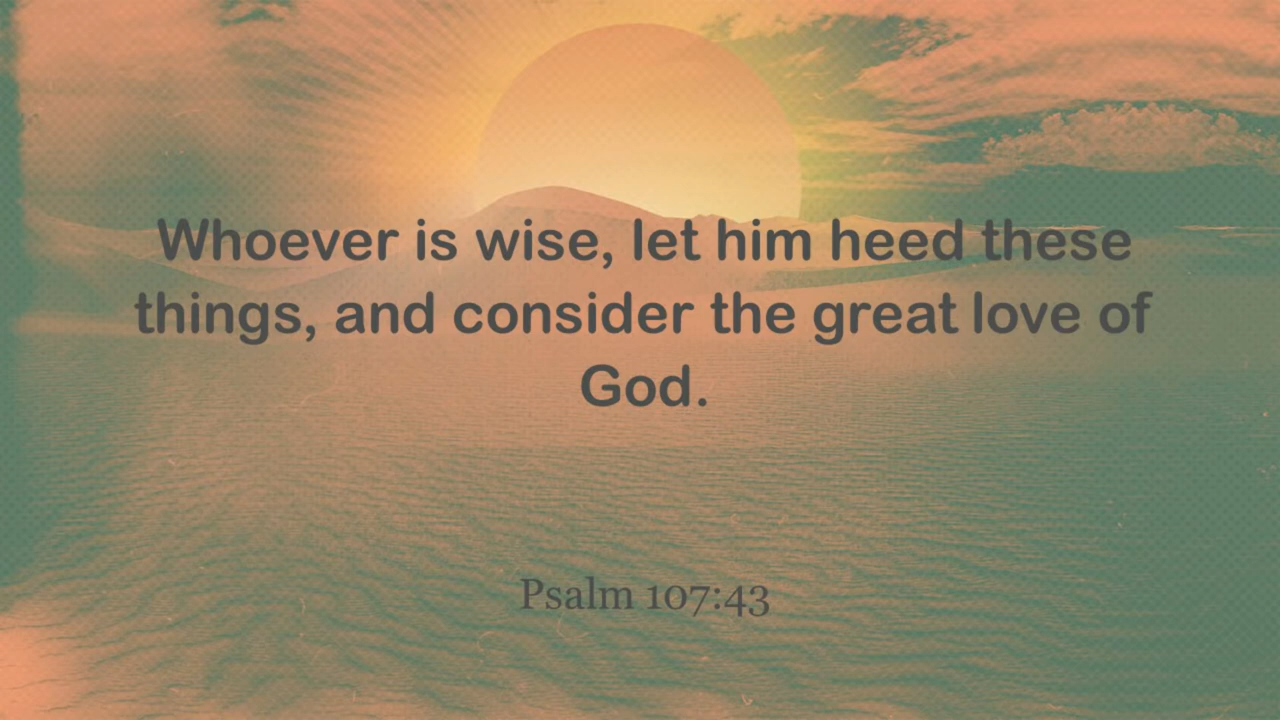 Whoever is wise, let him heed these
things, and consider the great love of
God.
Psalm 107:43